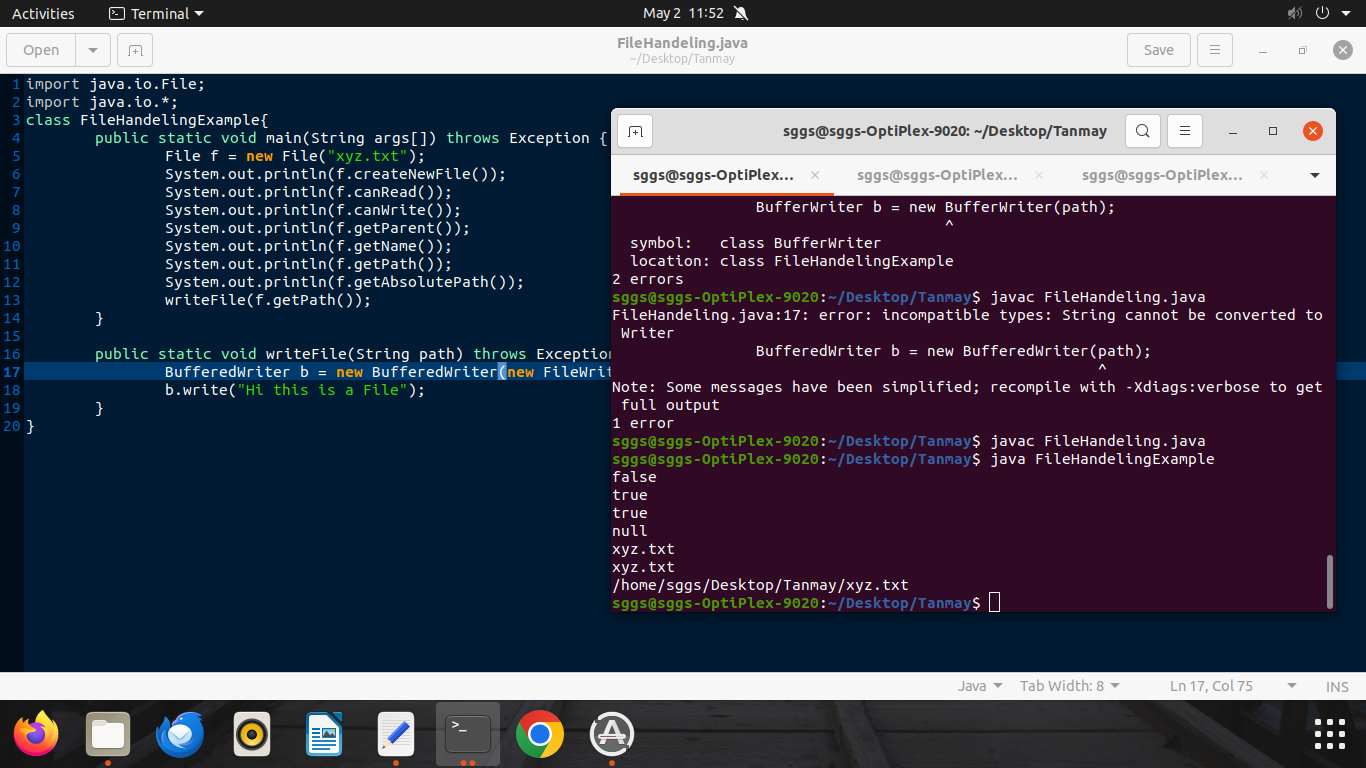 Activities
Terminal
May 2 11:52
Open
FileHandeling.java
~/Desktop/Tanmay
Save
1 import java.io.File;
2 import java.io.*;
3 class FileHandelingExample{
4 public static void main(String args[]) throws Exception {
5 File f = new File("xyz.txt");
6 System.out.println(f.createNewFile());
7 System.out.println(f.canRead());
8 System.out.println(f.canWrite());
9 System.out.println(f.getParent());
10 System.out.println(f.getName());
11 System.out.println(f.getPath());
12 System.out.println(f.getAbsolutePath());
13 writeFile(f.getPath());
14 }
15
16 public static void writeFile(String path) throws Exception
17 BufferedWriter b = new BufferedWriter(new FileWrit
18 b.write("Hi this is a File");
19 }
20 }
sggs@sggs-OptiPlex-9020: ~/Desktop/Tanmay
sggs@sggs-OptiPlex...
sggs@sggs-OptiPlex...
sggs@sggs-OptiPlex...
BufferWriter b = new BufferWriter(path);
^
symbol: class BufferWriter
location: class FileHandelingExample
2 errors
sggs@sggs-OptiPlex-9020:~/Desktop/Tanmay$ javac FileHandeling.java
FileHandeling.java:17: error: incompatible types: String cannot be converted to
Writer
BufferedWriter b = new BufferedWriter(path);
^
Note: Some messages have been simplified; recompile with -Xdiags:verbose to get
full output
1 error
sggs@sggs-OptiPlex-9020:~/Desktop/Tanmay$ javac FileHandeling.java
sggs@sggs-OptiPlex-9020:~/Desktop/Tanmay$ java FileHandelingExample
false
true
true
null
xyz.txt
xyz.txt
/home/sggs/Desktop/Tanmay/xyz.txt
sggs@sggs-OptiPlex-9020:~/Desktop/Tanmay$
Java
Tab Width: 8
Ln 17, Col 75
INS